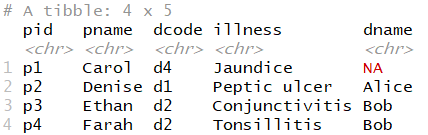 # A tibble: 4 x 5
pid pname dcode illness dname
<chr> <chr> <chr> <chr> <chr>
1 p1 Carol d4 Jaundice NA
2 p2 Denise d1 Peptic ulcer Alice
3 p3 Ethan d2 Conjunctivitis Bob
4 p4 Farah d2 Tonsillitis Bob